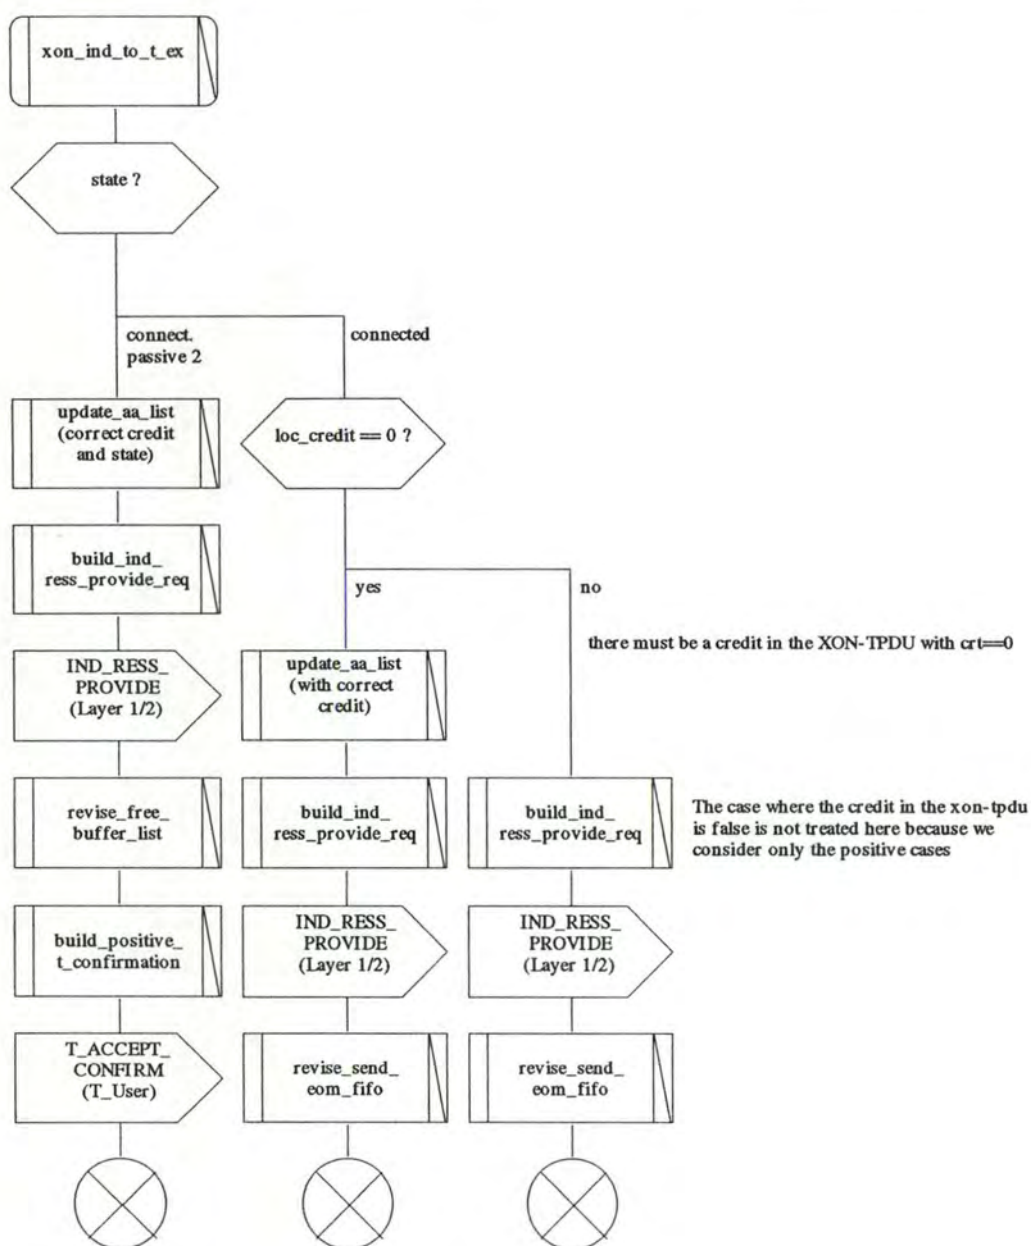 xon_ind_to_t_ex
state ?
connect.
passive 2
connected
update_aa_list
(correct credit
and state)
loc_credit == 0 ?
build_ind_
ress_provide_req
yes
no
there must be a credit in the XON-TPDU with crt==0
IND_RESS_
PROVIDE
(Layer 1/2)
update_aa_list
(with correct
credit)
revise_free_
buffer_list
build_ind_
ress_provide_req
build_ind_
ress_provide_req
The case where the credit in the xon-tpdu
is false is not treated here because we
consider only the positive cases
build_positive_
t_confirmation
IND_RESS_
PROVIDE
(Layer 1/2)
IND_RESS_
PROVIDE
(Layer 1/2)
T_ACCEPT_
CONFIRM
(T_User)
revise_send_
eom_fifo
revise_send_
eom_fifo